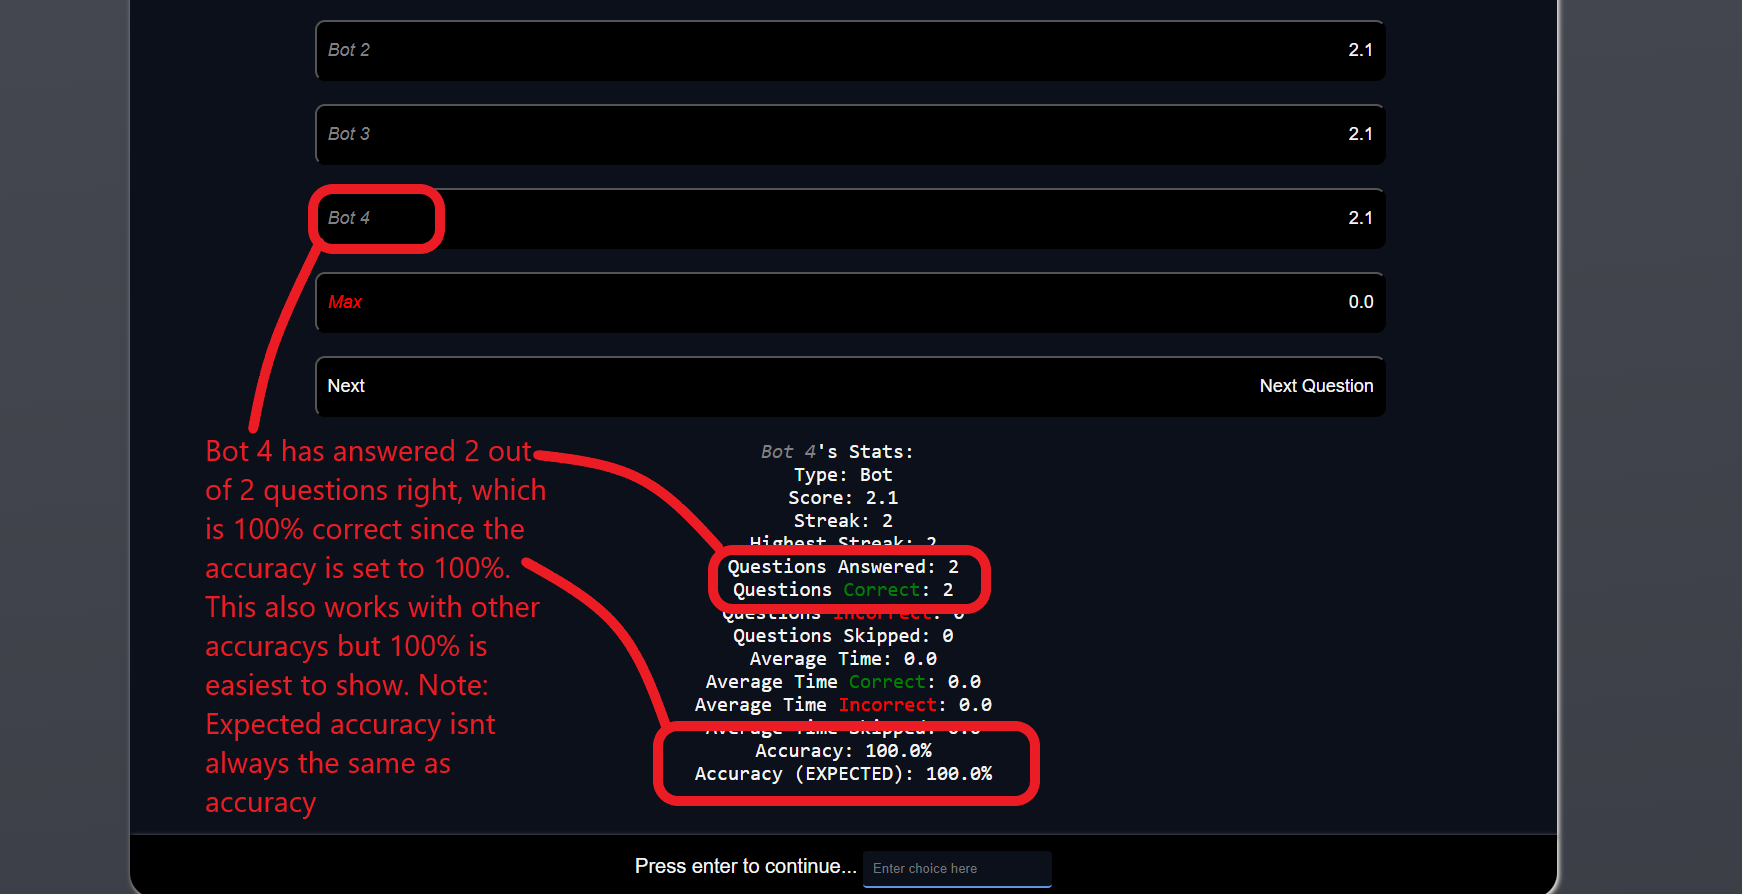 Bot 2 2.1
Bot 3 2.1
Bot 4 2.1
Max 0.0
Next Next Question
Bot 4 has answered 2 out
of 2 questions right, which
is 100% correct since the
accuracy is set to 100%.
This also works with other
accuracys but 100% is
easiest to show. Note:
Expected accuracy isnt
always the same as
accuracy
Bot 4's Stats:
Type: Bot
Score: 2.1
Streak: 2
Highest Streak: 2
Questions Answered: 2
Questions Correct: 2
Questions Incorrect: 0
Questions Skipped: 0
Average Time: 0.0
Average Time Correct: 0.0
Average Time Incorrect: 0.0
Average Time Skipped: 0.0
Accuracy: 100.0%
Accuracy (EXPECTED): 100.0%
Press enter to continue... Enter choice here